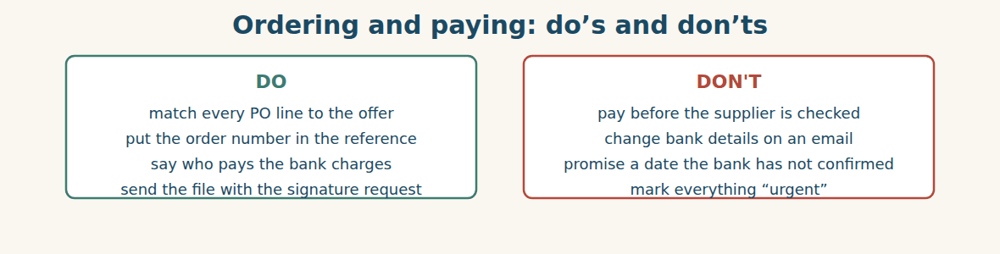 Ordering and paying: do’s and don’ts
DO
match every PO line to the offer
put the order number in the reference
say who pays the bank charges
send the file with the signature request
DON'T
pay before the supplier is checked
change bank details on an email
promise a date the bank has not confirmed
mark everything “urgent”